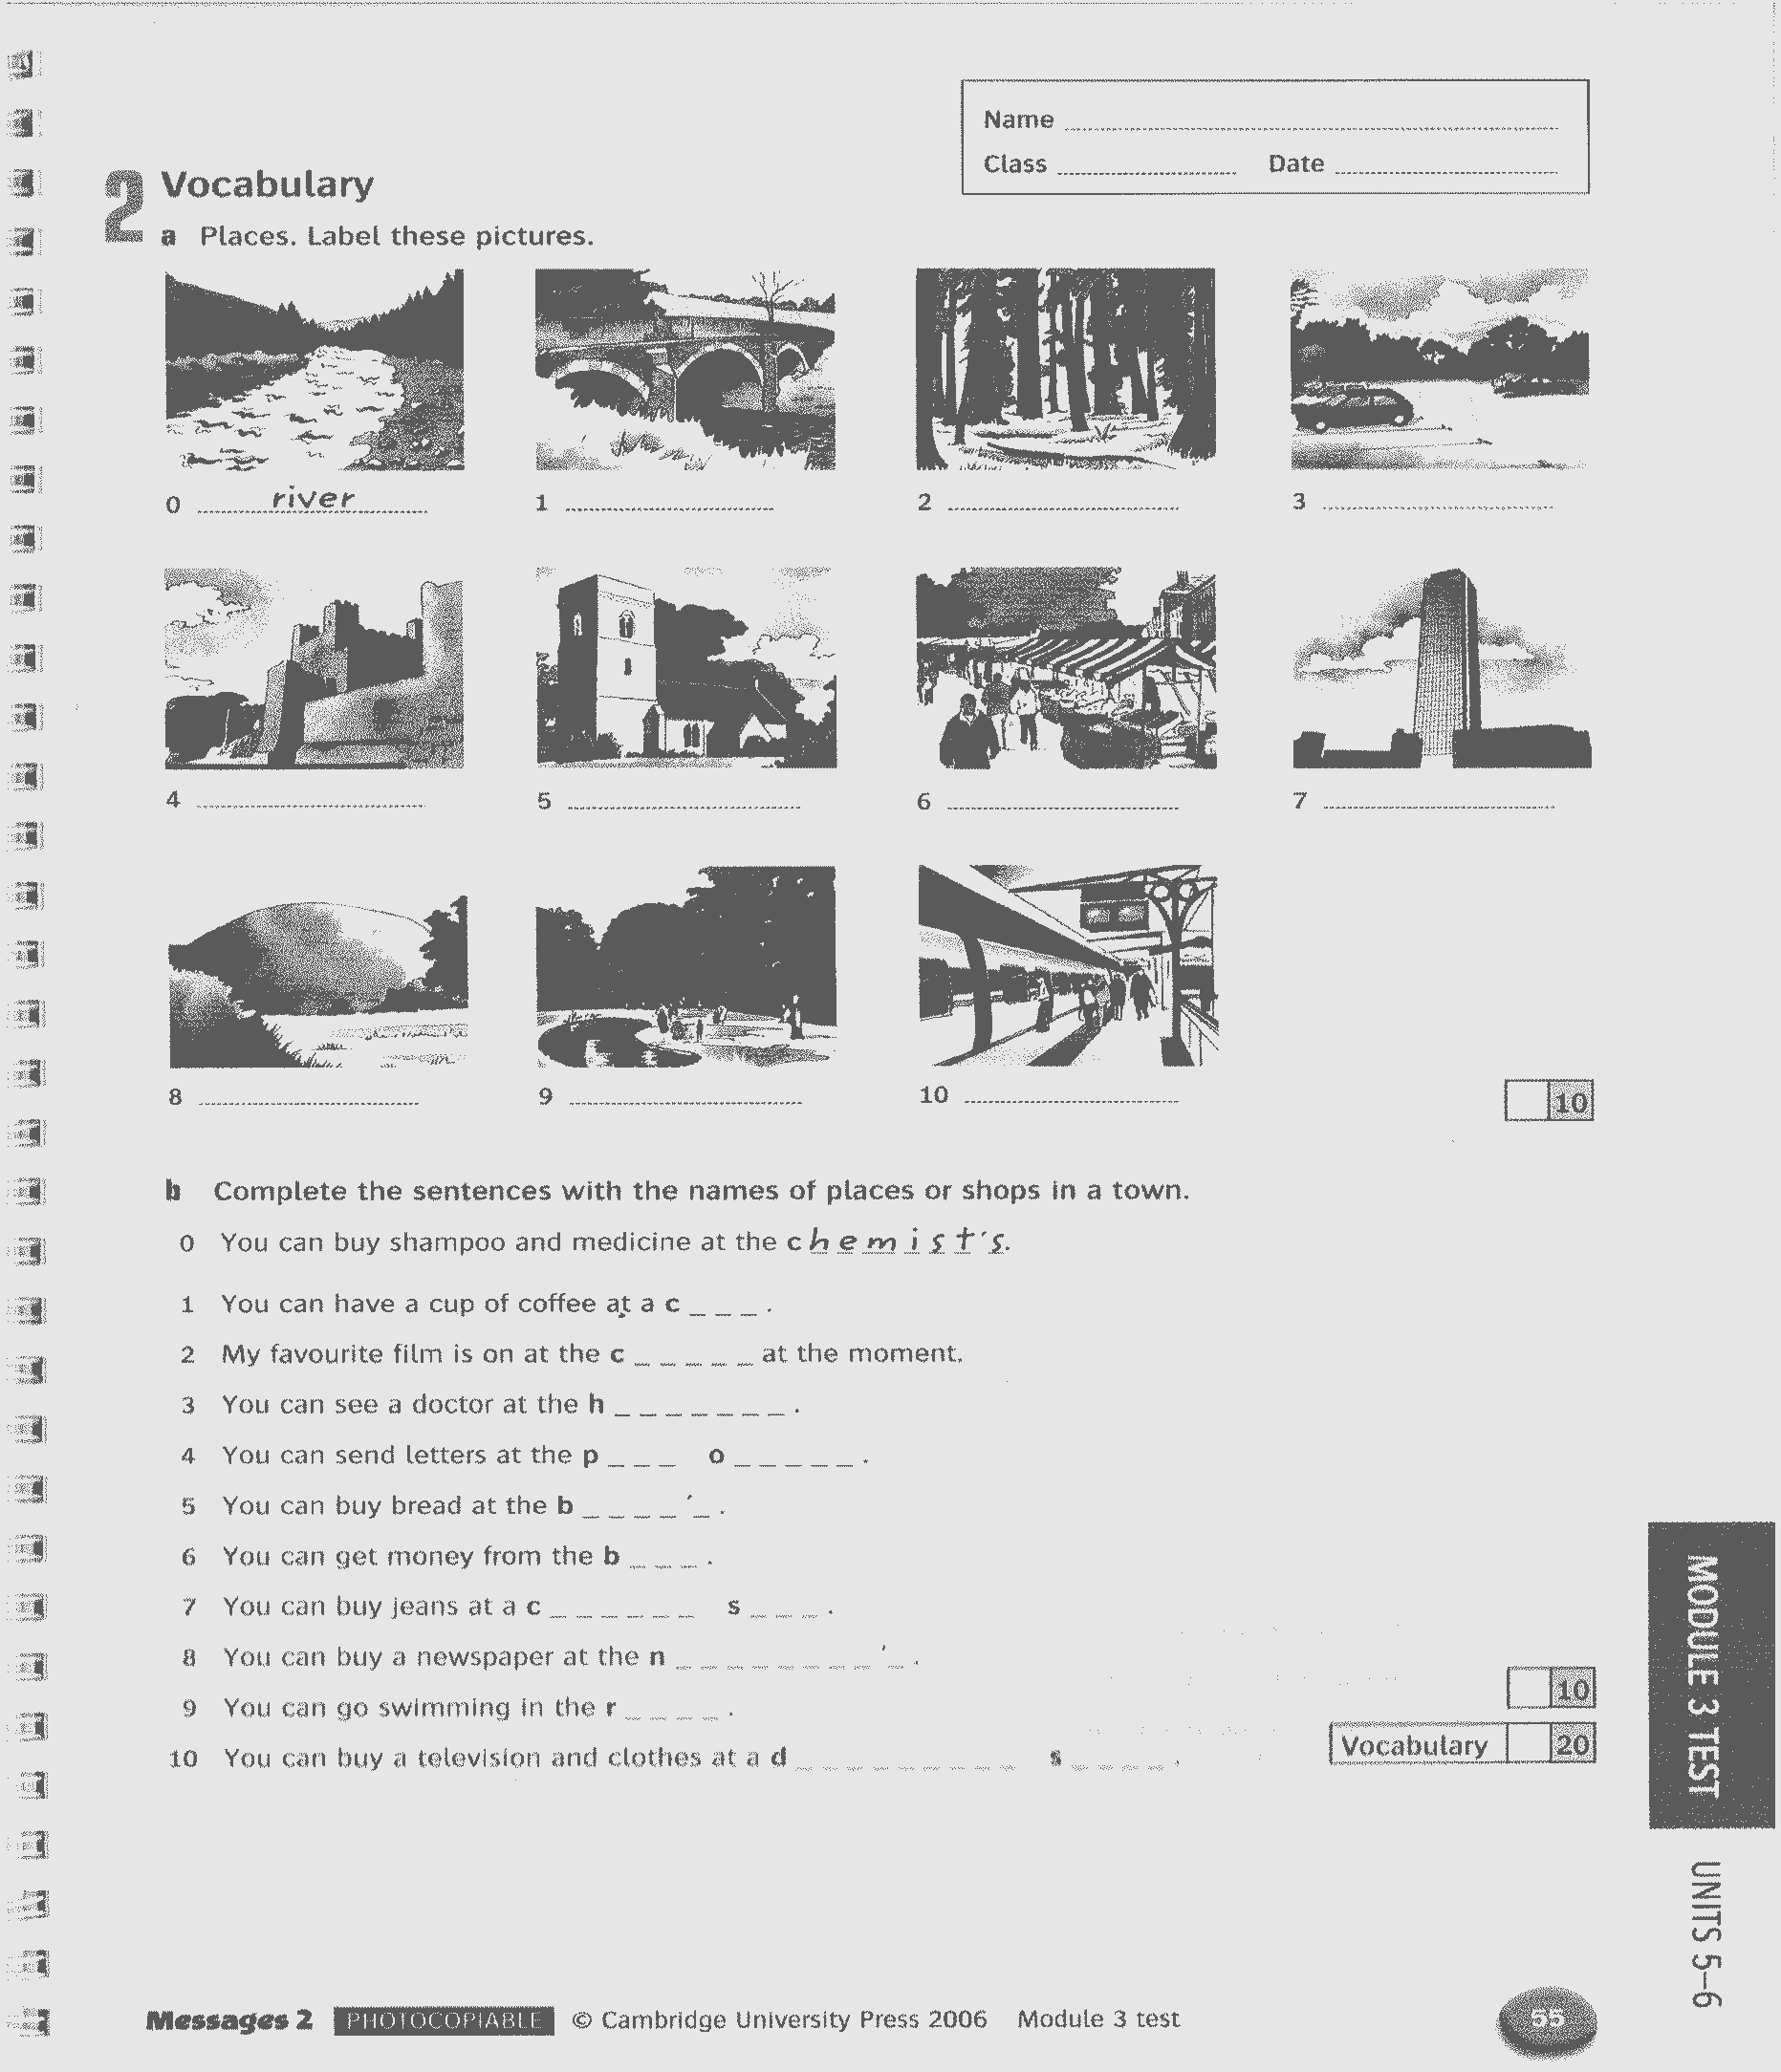 Name
Class Date
2 Vocabulary
a Places. Label these pictures.
0 river
1
2
3
4
5
6
7
8
9
10
10
b Complete the sentences with the names of places or shops in a town.
0 You can buy shampoo and medicine at the chemist's.
1 You can have a cup of coffee at a c _ _ _ .
2 My favourite film is on at the c _ _ _ _ _ at the moment.
3 You can see a doctor at the h _ _ _ _ _ _ _ .
4 You can send letters at the p _ _ _ o _ _ _ _ _ .
5 You can buy bread at the b _ _ _ _ ' _ .
6 You can get money from the b _ _ _ .
7 You can buy jeans at a c _ _ _ _ _ _ s _ _ _ .
8 You can buy a newspaper at the n _ _ _ _ _ _ _ _ ' _ .
10
9 You can go swimming in the r _ _ _ _ .
Vocabulary 20
10 You can buy a television and clothes at a d _ _ _ _ _ _ _ _ _ s _ _ _ _ .
MODULE 3 TEST
UNITS 5–6
Messages 2 PHOTOCOPIABLE © Cambridge University Press 2006 Module 3 test
55